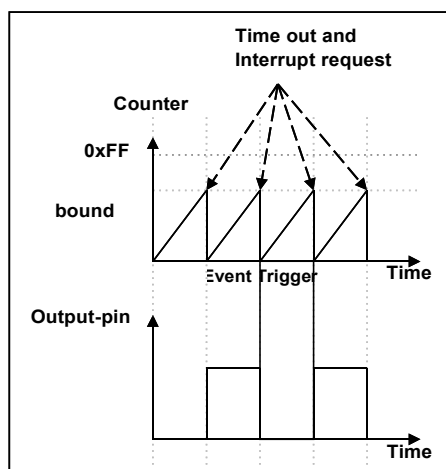 Time out and
Interrupt request
Counter
0xFF
bound
Event Trigger
Time
Output-pin
Time